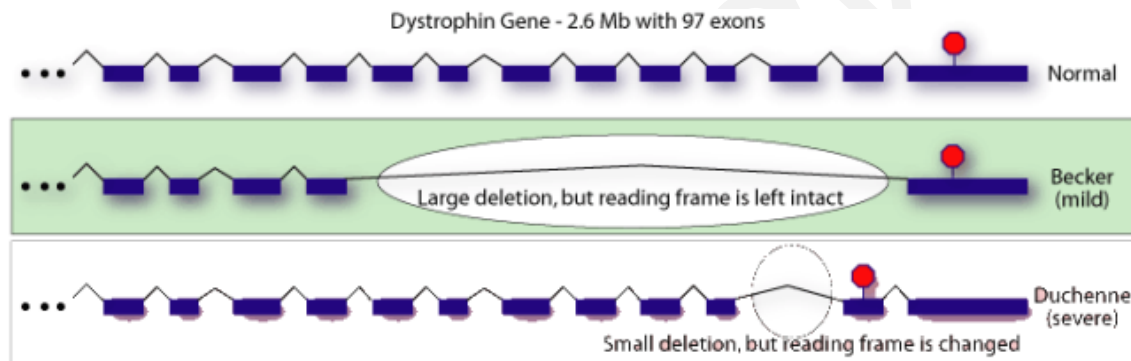 Dystrophin Gene - 2.6 Mb with 97 exons
Normal
Large deletion, but reading frame is left intact
Becker
(mild)
Duchenne
(severe)
Small deletion, but reading frame is changed